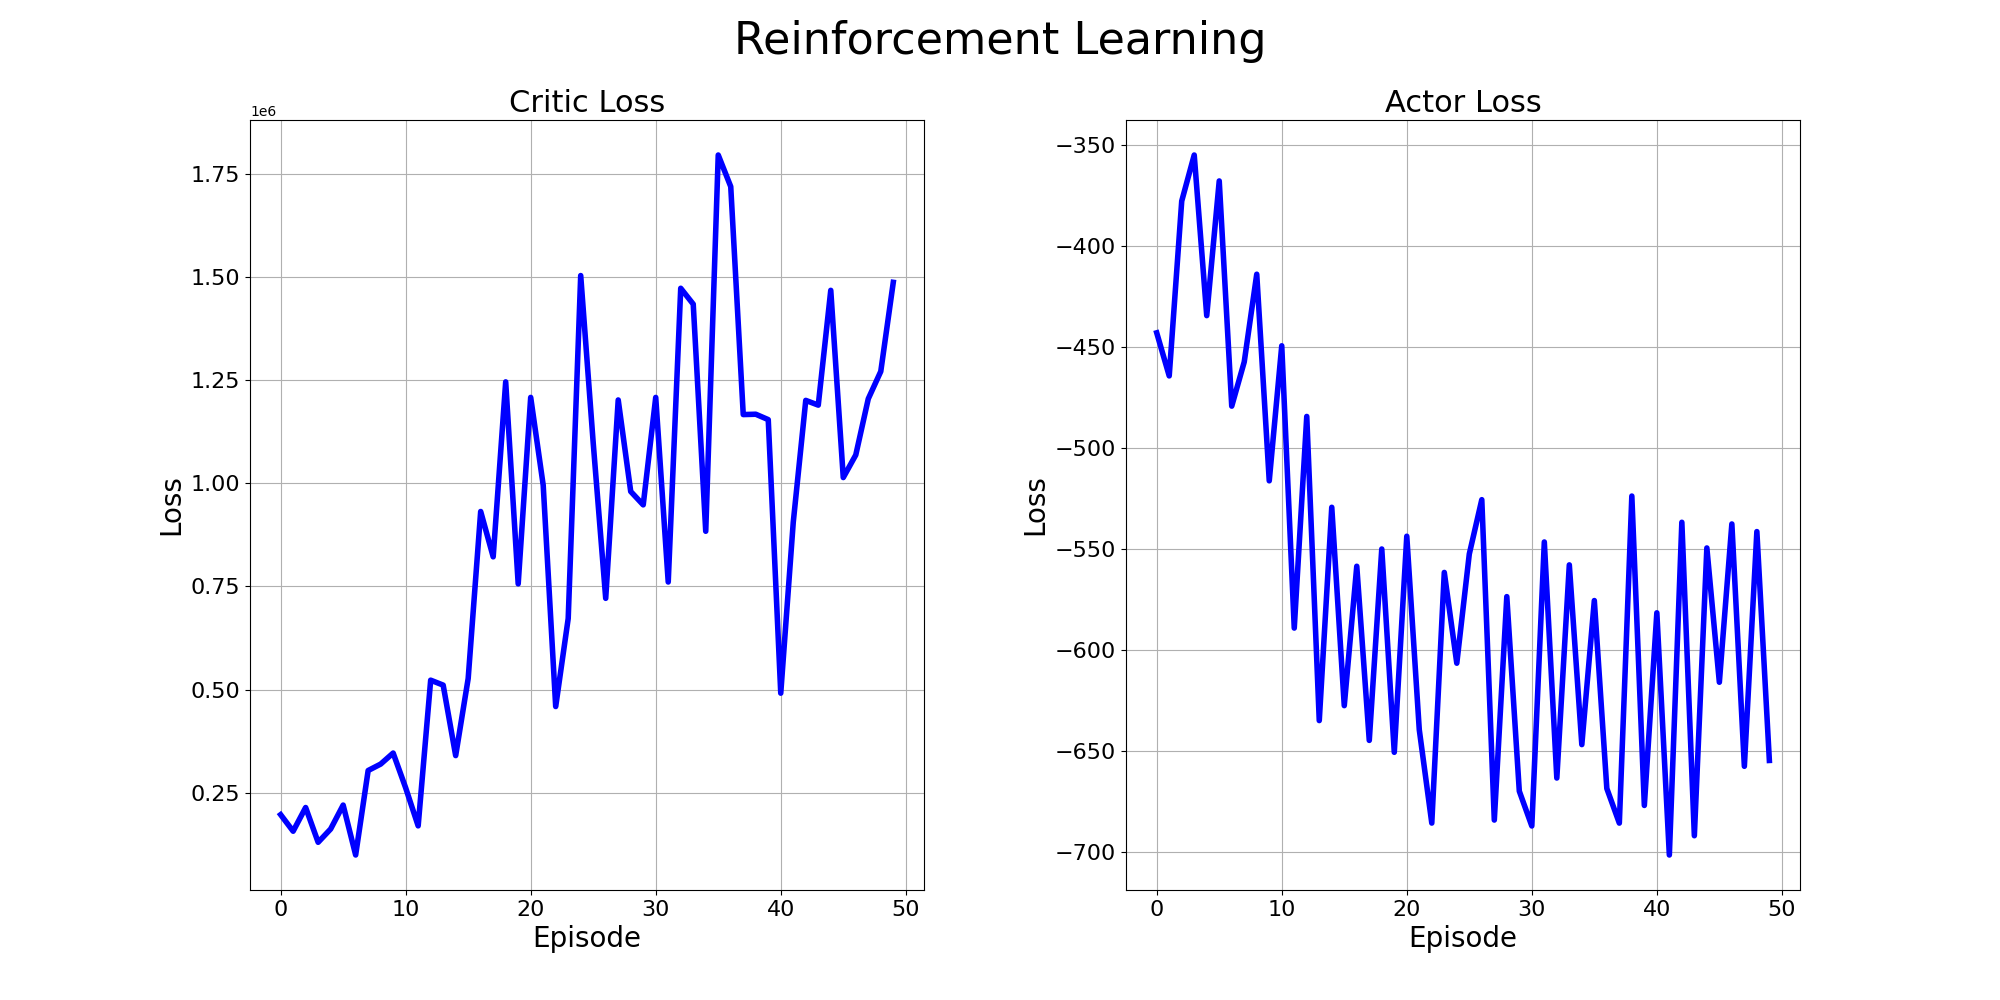 Reinforcement Learning
Critic Loss
1e6
1.75
1.50
1.25
1.00
0.75
0.50
0.25
Loss
0 10 20 30 40 50
Episode
Actor Loss
−350
−400
−450
−500
−550
−600
−650
−700
Loss
0 10 20 30 40 50
Episode